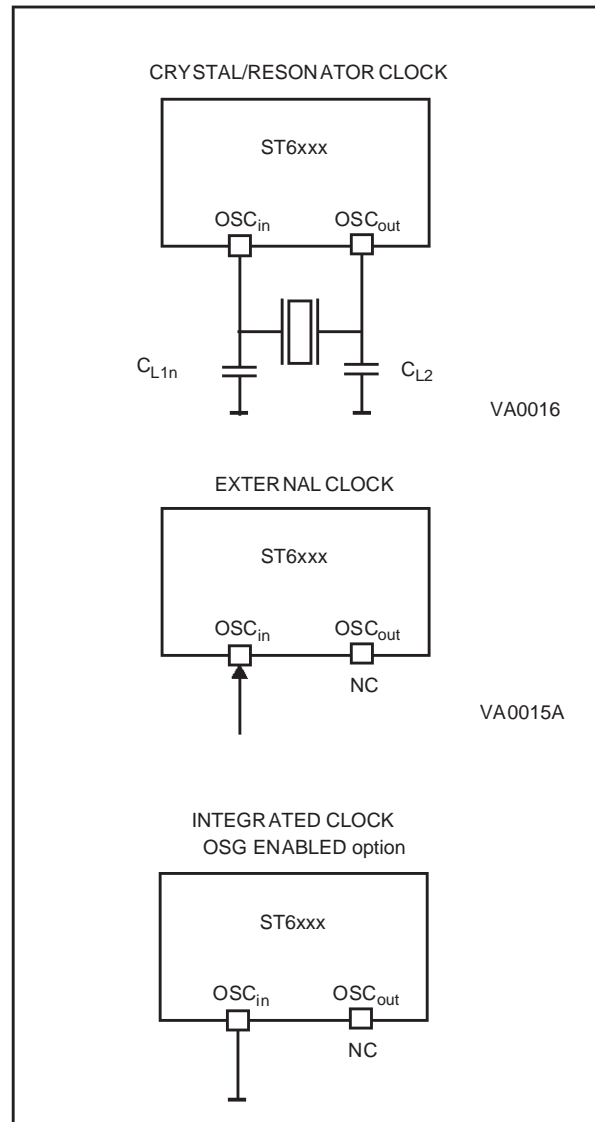 CRYSTAL/RESONATOR CLOCK
ST6xxx
OSCin OSCout
CL1n CL2
VA0016
EXTERNAL CLOCK
ST6xxx
OSCin OSCout
NC
VA0015A
INTEGRATED CLOCK
OSG ENABLED option
ST6xxx
OSCin OSCout
NC